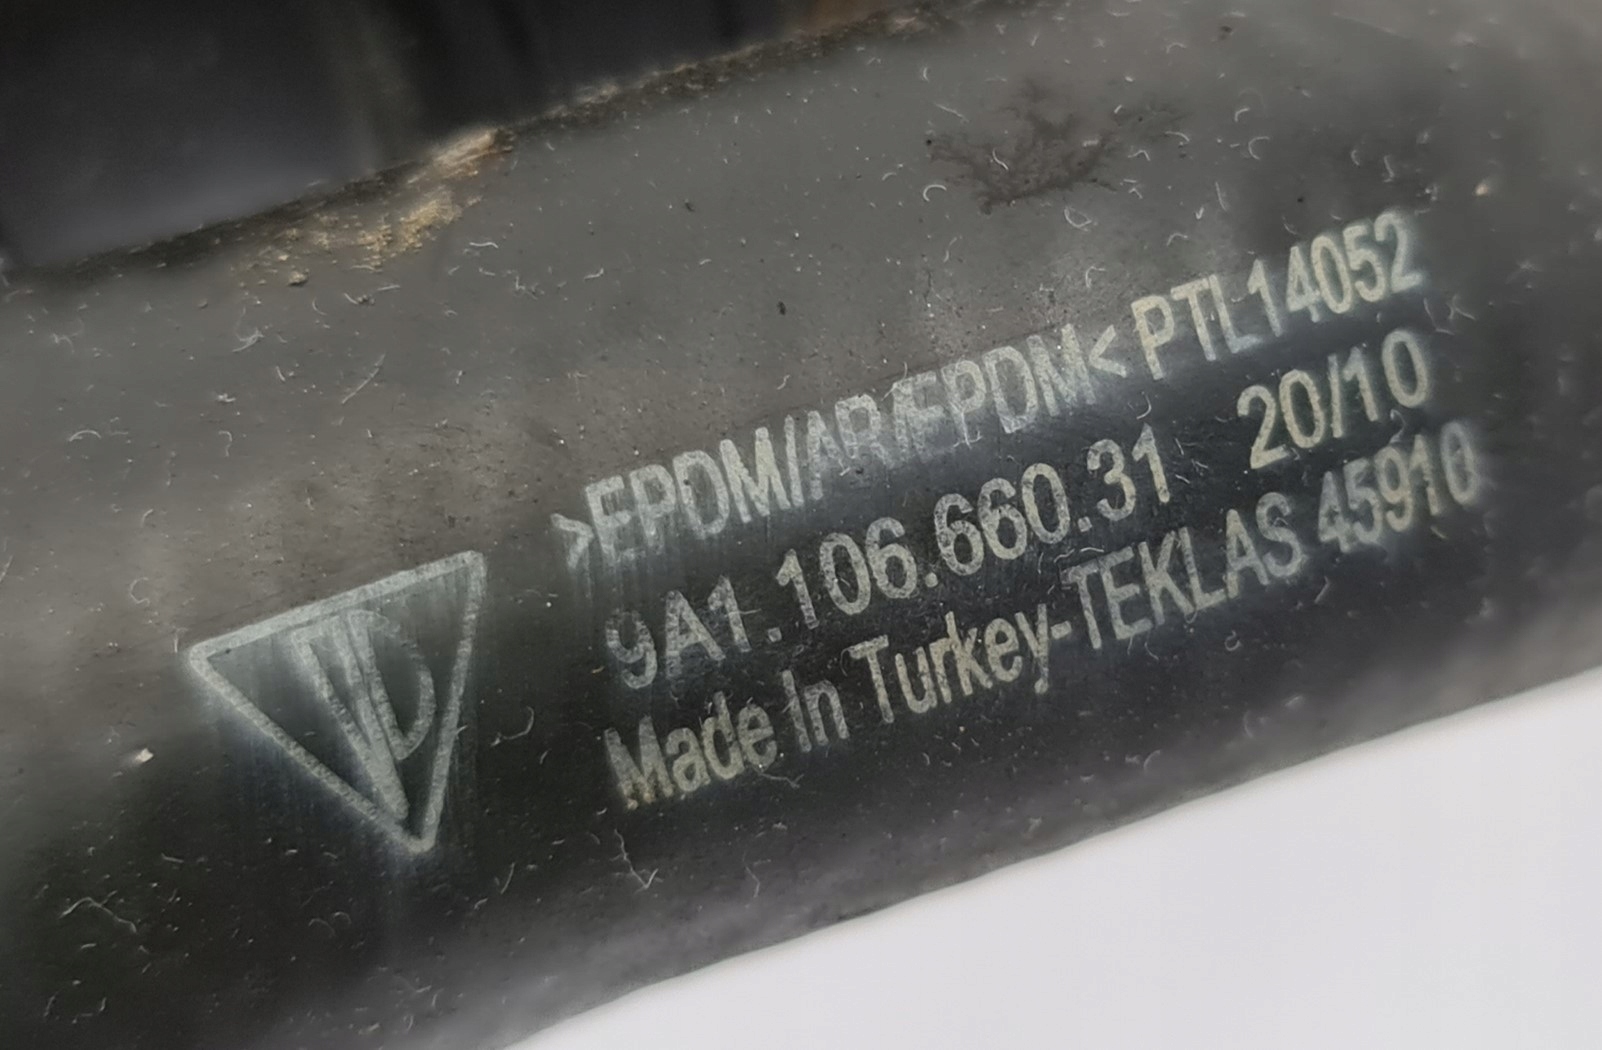 >EPDM/AR/EPDM< PTL14052
9A1.106.660.31 20/10
Made In Turkey-TEKLAS 45910